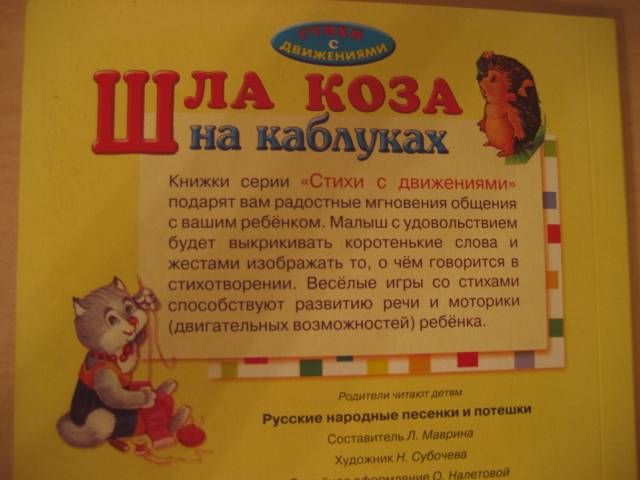 СТИХИ
С
ДВИЖЕНИЯМИ
ШЛА КОЗА
на каблуках
Книжки серии «Стихи с движениями»
подарят вам радостные мгновения общения
с вашим ребёнком. Малыш с удовольствием
будет выкрикивать коротенькие слова и
жестами изображать то, о чём говорится в
стихотворении. Весёлые игры со стихами
способствуют развитию речи и моторики
(двигательных возможностей) ребёнка.
Родители читают детям
Русские народные песенки и потешки
Составитель Л. Маврина
Художник Н. Субочева
оформление О. Налетовой